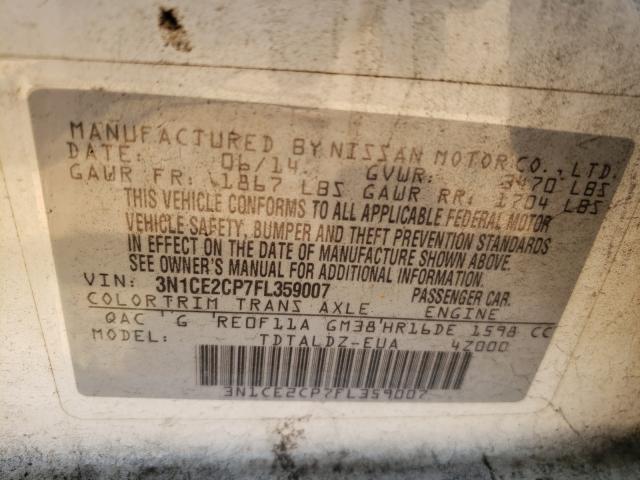 MANUFACTURED BY NISSAN MOTOR CO., LTD.
DATE: 06/14 GVWR: 3470 LBS
GAWR FR: 1867 LBS GAWR RR: 1704 LBS
THIS VEHICLE CONFORMS TO ALL APPLICABLE FEDERAL MOTOR
VEHICLE SAFETY, BUMPER AND THEFT PREVENTION STANDARDS
IN EFFECT ON THE DATE OF MANUFACTURE SHOWN ABOVE.
SEE OWNER'S MANUAL FOR ADDITIONAL INFORMATION.
VIN: 3N1CE2CP7FL359007 PASSENGER CAR.
COLOR TRIM TRANS AXLE ENGINE
QAC G RE0F11A GM38 HR16DE 1598 CC
MODEL: TDTALDZ-EUA 4Z000
3N1CE2CP7FL359007